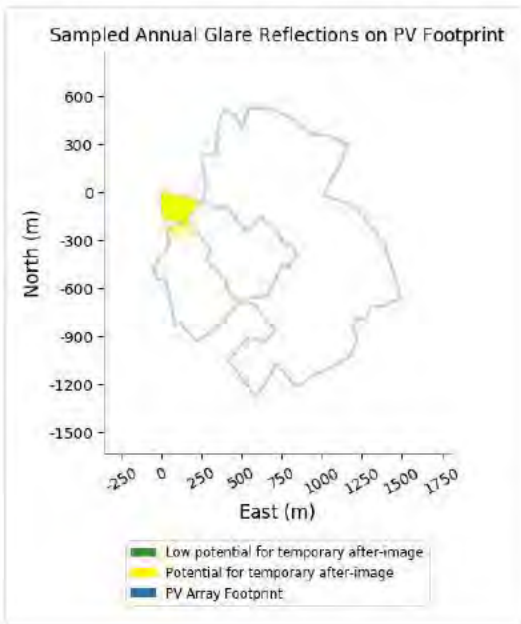 Sampled Annual Glare Reflections on PV Footprint
600
300
0
-300
-600
-900
-1200
-1500
North (m)
-250
0
250
500
750
1000
1250
1500
1750
East (m)
Low potential for temporary after-image
Potential for temporary after-image
PV Array Footprint